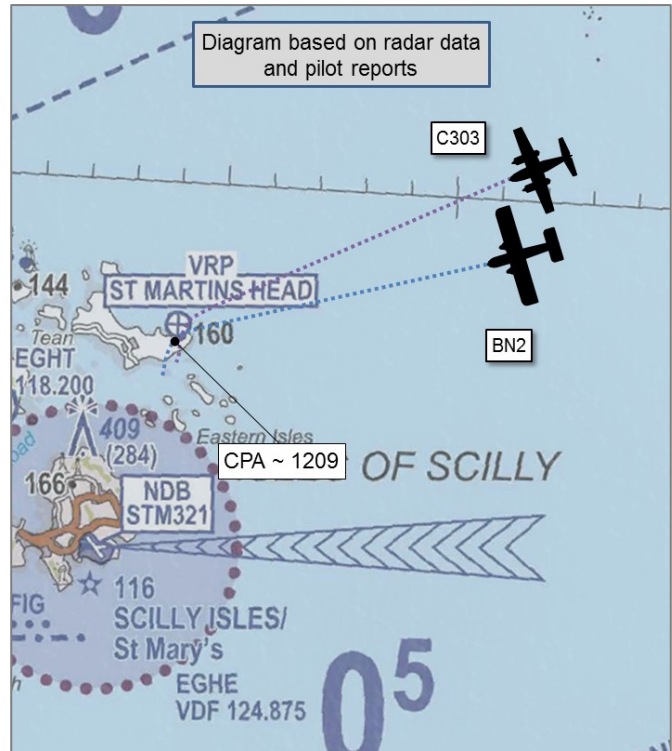 Diagram based on radar data
and pilot reports
C303
VRP
ST MARTINS HEAD
144
160
Tean
EGHT
118.200
BN2
409
(284)
Eastern Isles
CPA ~ 1209
OF SCILLY
166
NDB
STM321
116
FIG
SCILLY ISLES/
St Mary's
EGHE
VDF 124.875
0⁵